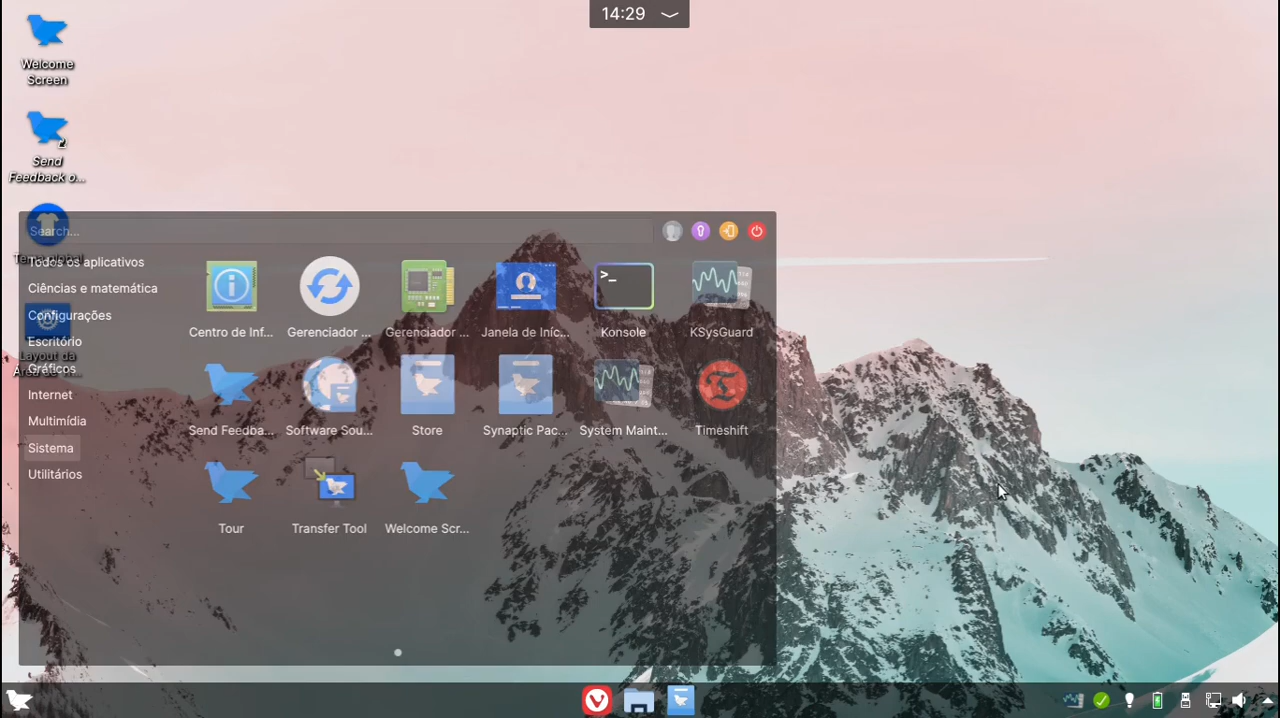 14:29
Welcome
Screen
Send
Feedback o...
Search...
Todos os aplicativos
Ciências e matemática
Configurações
Escritório
Layout da
Gráficos
Internet
Multimídia
Sistema
Utilitários
Centro de Inf...
Gerenciador ...
Gerenciador ...
Janela de Iníc...
>_
Konsole
KSysGuard
Send Feedba...
Software Sou...
Store
Synaptic Pac...
System Maint...
Timeshift
Tour
Transfer Tool
Welcome Scr...